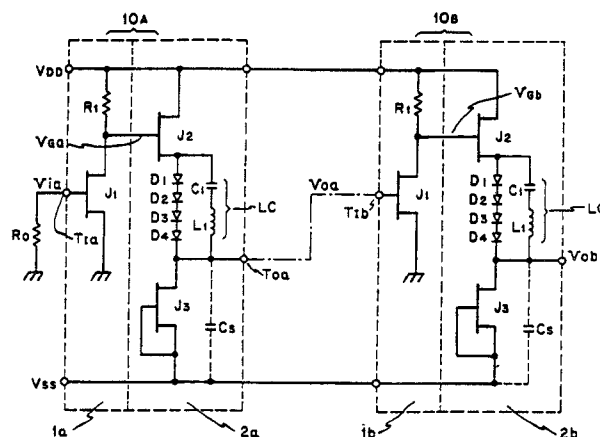 10A
10B
VDD
R1
J2
VGa
Via
J1
D1
D2
D3
D4
C1
L1
LC
TIa
R0
Voa
TOa
J3
Cs
Vss
1a
2a
R1
VGb
J2
J1
TIb
D1
D2
D3
D4
C1
L1
LC
Vob
J3
Cs
1b
2b